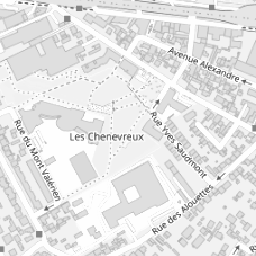 Avenue Alexandre
Rue Yves Saudmont
Les Chenevreux
Rue du Mont Valérien
Rue des Alouettes